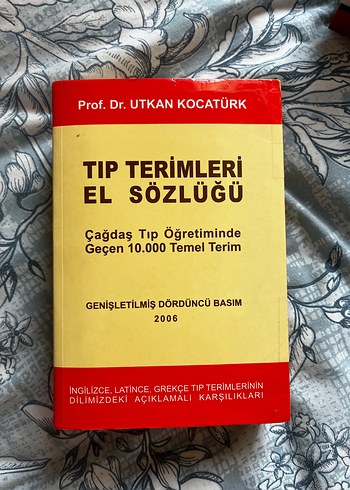 Prof. Dr. UTKAN KOCATÜRK
TIP TERİMLERİ
EL SÖZLÜĞÜ
Çağdaş Tıp Öğretiminde
Geçen 10.000 Temel Terim
GENİŞLETİLMİŞ DÖRDÜNCÜ BASIM
2006
İNGİLİZCE, LATİNCE, GREKÇE TIP TERİMLERİNİN
DİLİMİZDEKİ AÇIKLAMALI KARŞILIKLARI